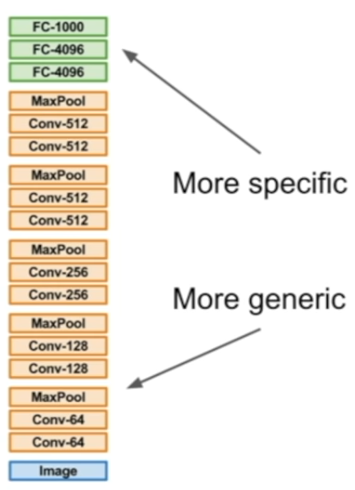 FC-1000
FC-4096
FC-4096
MaxPool
Conv-512
Conv-512
MaxPool
Conv-512
Conv-512
MaxPool
Conv-256
Conv-256
MaxPool
Conv-128
Conv-128
MaxPool
Conv-64
Conv-64
Image
More specific
More generic